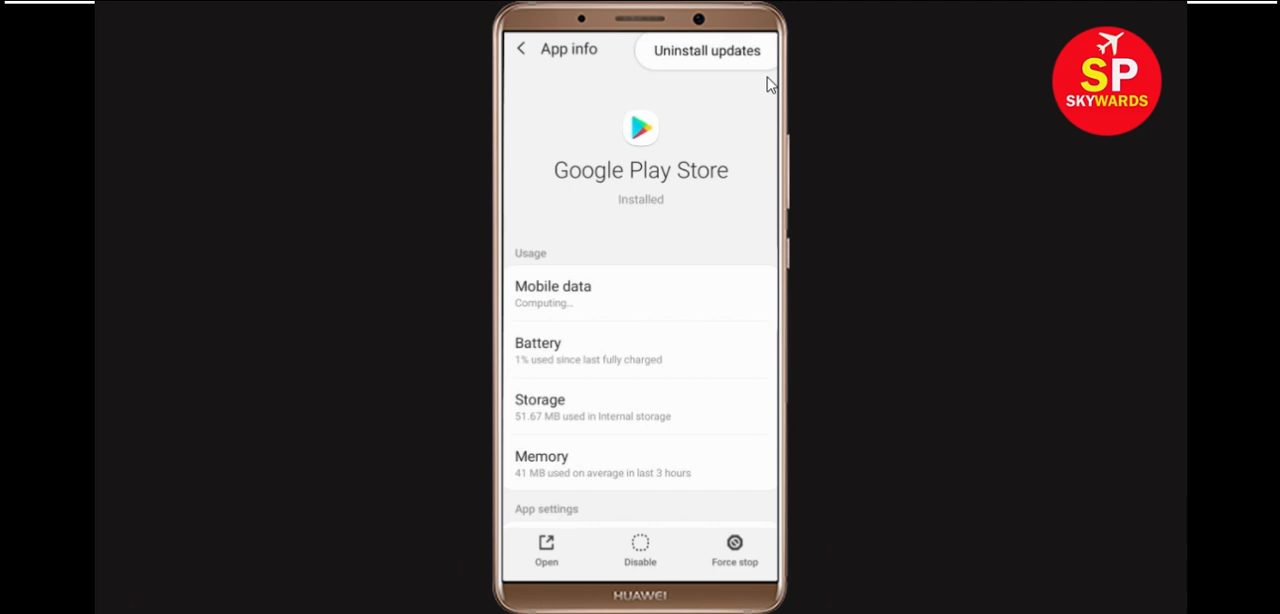 App info
Uninstall updates
Google Play Store
Installed
Usage
Mobile data
Computing...
Battery
1% used since last fully charged
Storage
51.67 MB used in Internal storage
Memory
41 MB used on average in last 3 hours
App settings
Open
Disable
Force stop
HUAWEI
SP
SKYWARDS